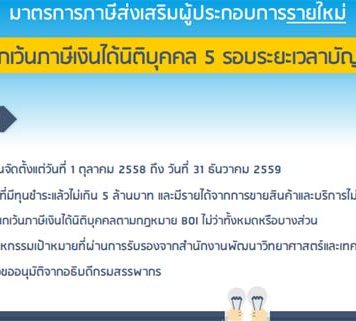 มาตรการภาษีส่งเสริมผู้ประกอบการรายใหม่
กเว้นภาษีเงินได้นิติบุคคล 5 รอบระยะเวลาบัญ
นจัดตั้งแต่วันที่ 1 ตุลาคม 2558 ถึง วันที่ 31 ธันวาคม 2559
ที่มีทุนชำระแล้วไม่เกิน 5 ล้านบาท และมีรายได้จากการขายสินค้าและบริการไม่
กเว้นภาษีเงินได้นิติบุคคลตามกฎหมาย BOI ไม่ว่าทั้งหมดหรือบางส่วน
หกรรมเป้าหมายที่ผ่านการรับรองจากสำนักงานพัฒนาวิทยาศาสตร์และเทค
ขออนุมัติจากอธิบดีกรมสรรพากร